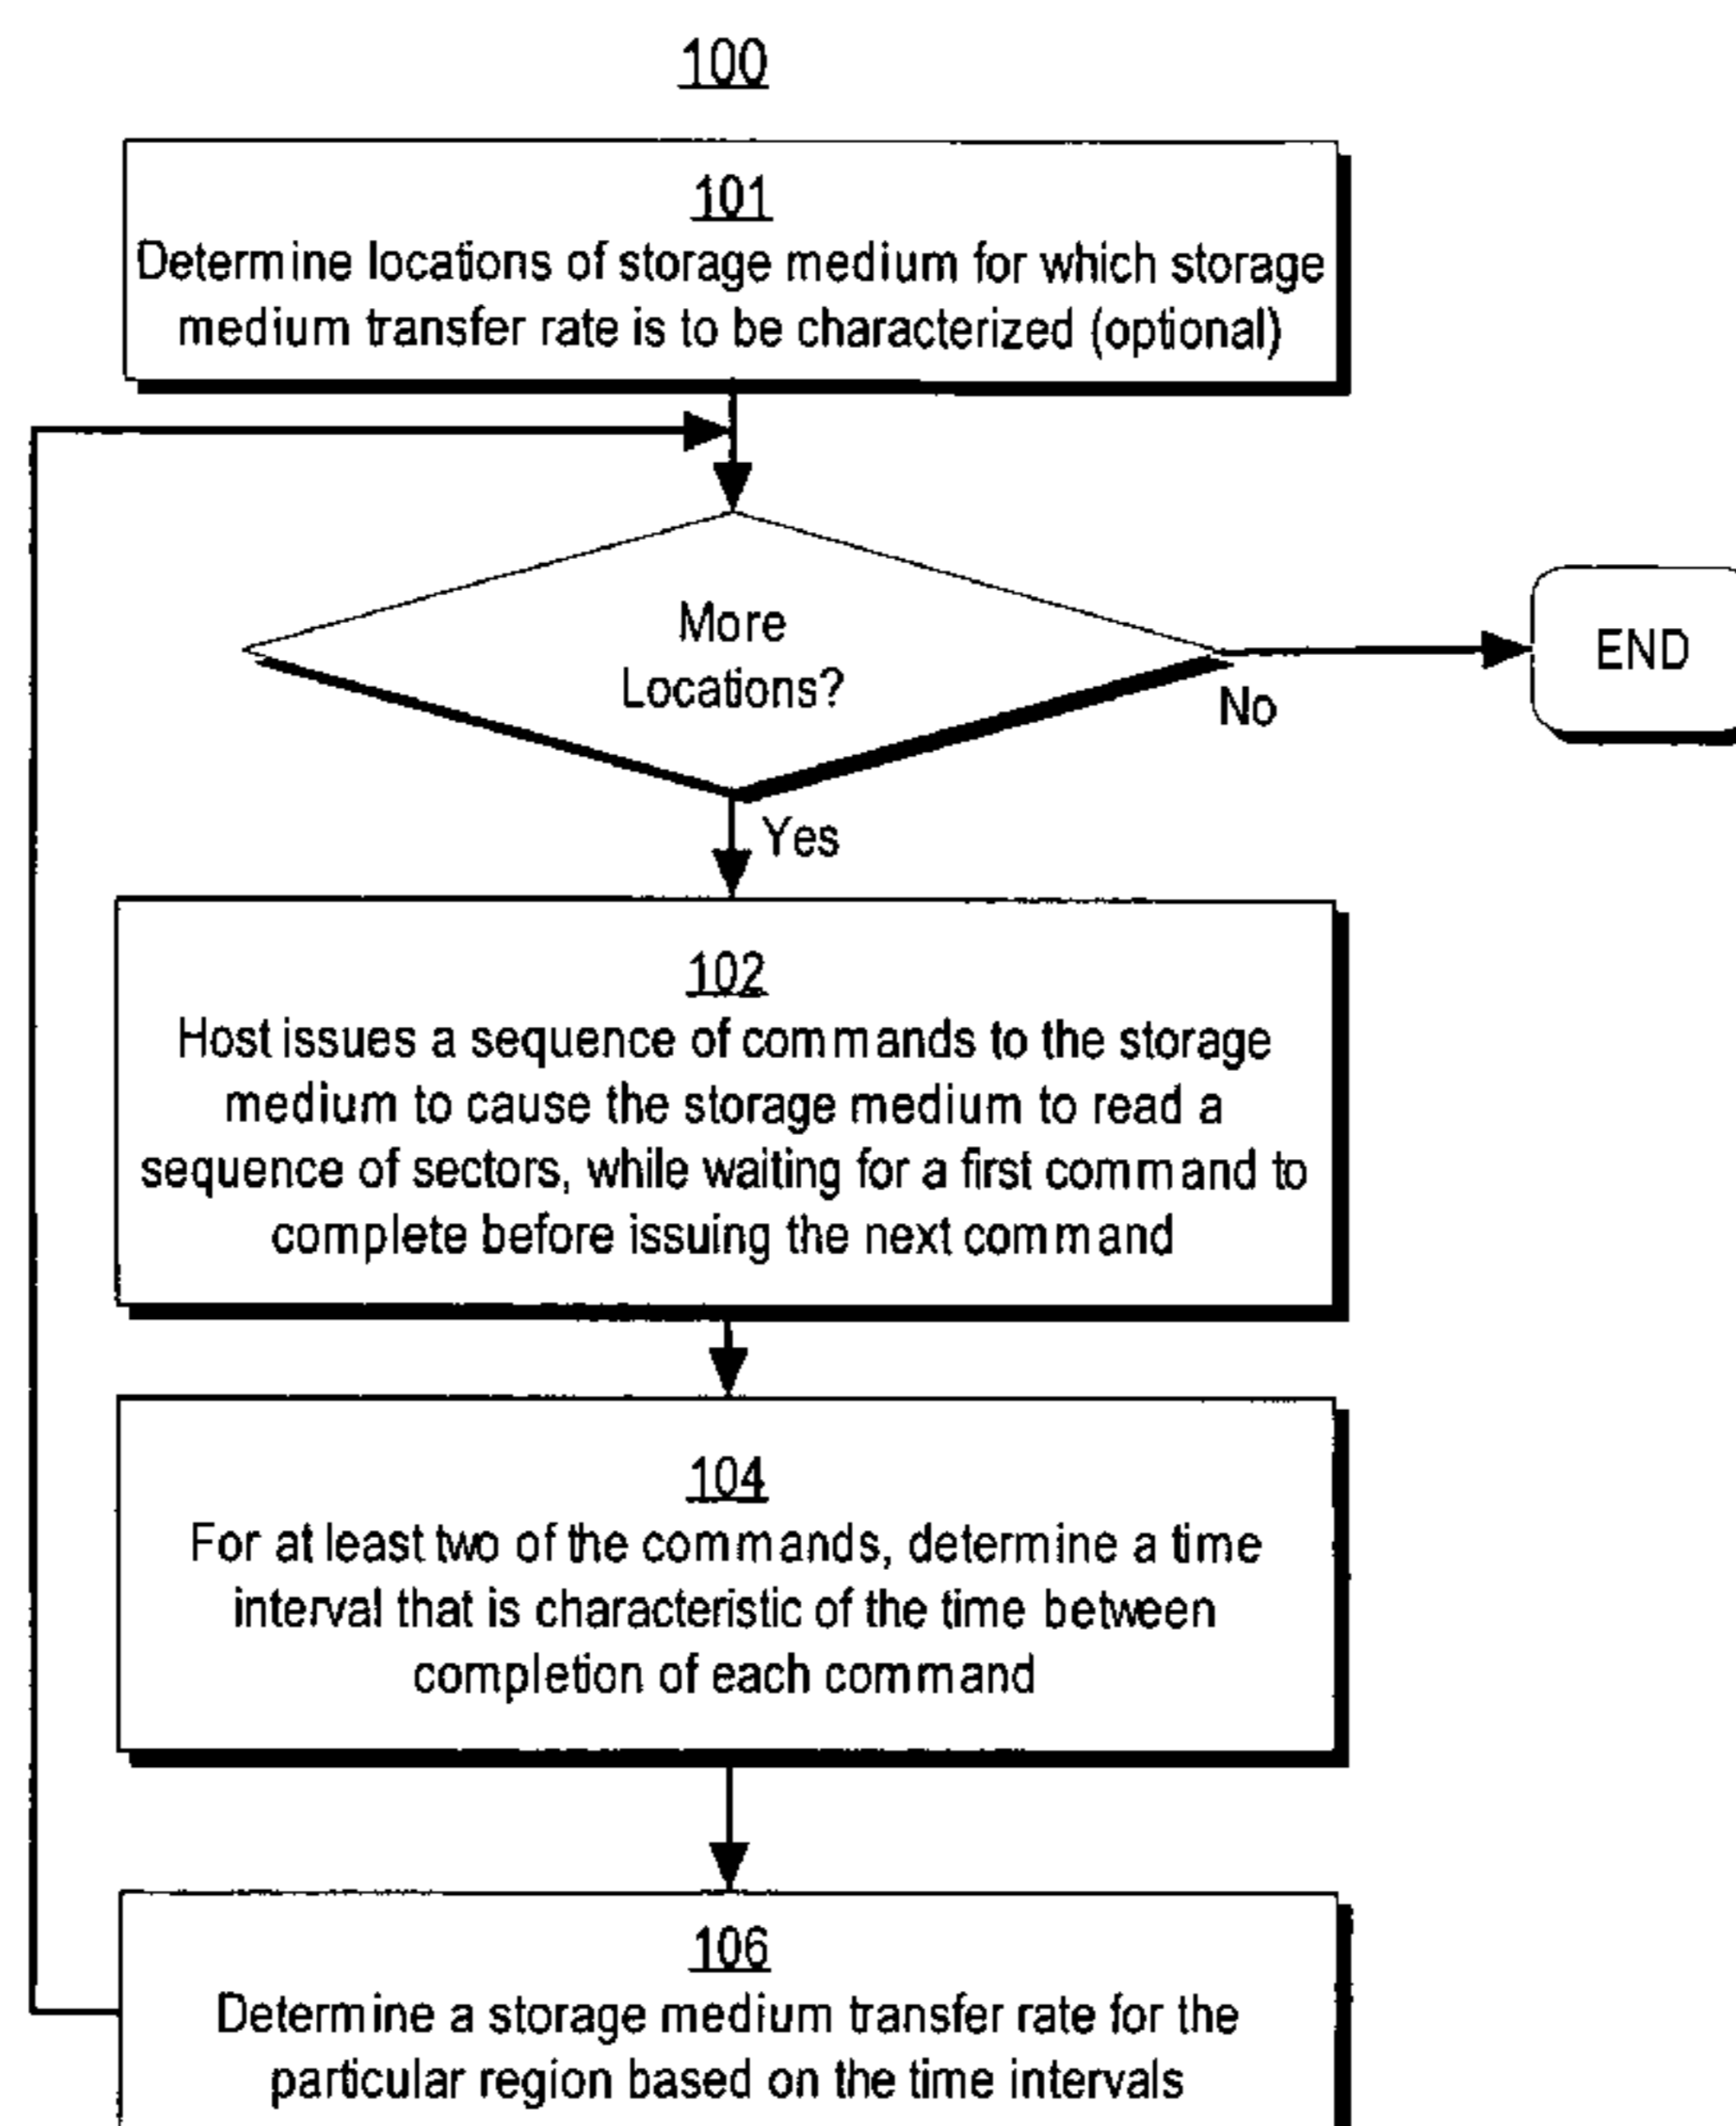 100
101
Determine locations of storage medium for which storage
medium transfer rate is to be characterized (optional)
More
Locations?
No
END
Yes
102
Host issues a sequence of commands to the storage
medium to cause the storage medium to read a
sequence of sectors, while waiting for a first command to
complete before issuing the next command
104
For at least two of the commands, determine a time
interval that is characteristic of the time between
completion of each command
106
Determine a storage medium transfer rate for the
particular region based on the time intervals